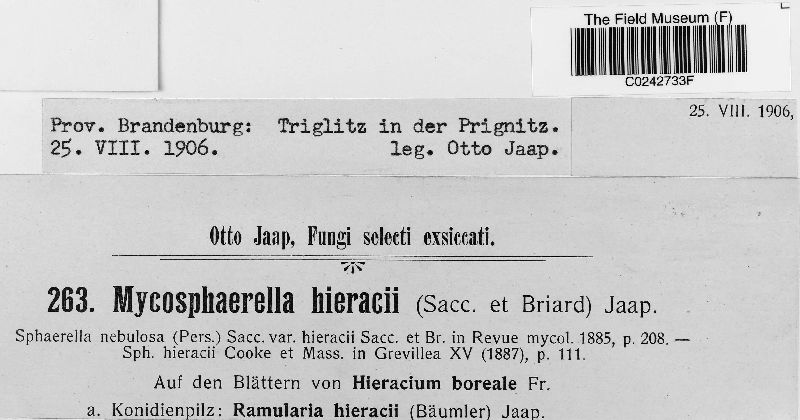 The Field Museum (F)
C0242733F
25. VIII. 1906,
Prov. Brandenburg: Triglitz in der Prignitz.
25. VIII. 1906. leg. Otto Jaap.
Otto Jaap, Fungi selecti exsiccati.
263. Mycosphaerella hieracii (Sacc. et Briard) Jaap.
Sphaerella nebulosa (Pers.) Sacc. var. hieracii Sacc. et Br. in Revue mycol. 1885, p. 208. —
Sph. hieracii Cooke et Mass. in Grevillea XV (1887), p. 111.
Auf den Blättern von Hieracium boreale Fr.
a. Konidienpilz: Ramularia hieracii (Bäumler) Jaap.